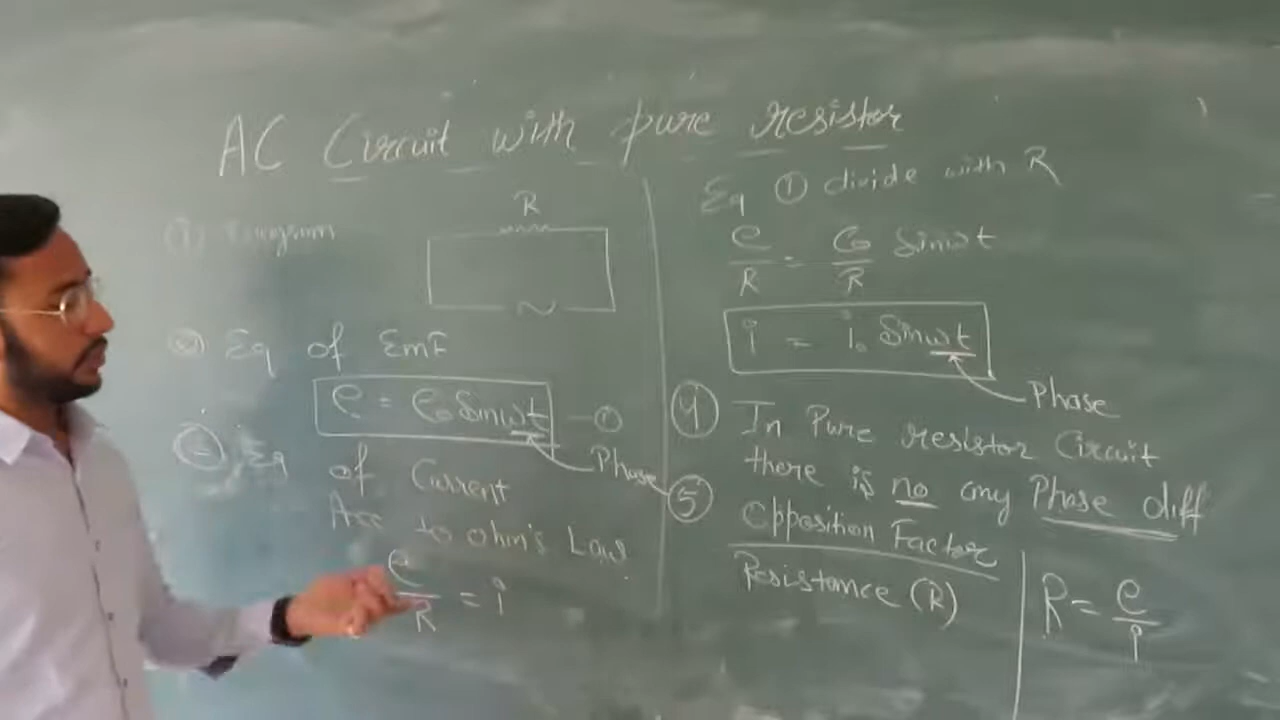 AC Circuit with pure resistor
(1) Diagram
R
(2) Eq of EmF
e = e₀ Sinωt —①
Phase
(3) Eq of Current
Acc to ohm's Law
e/R = i
Eq ① divide with R
e/R = e₀/R Sinωt
i = i₀ Sinωt
Phase
④ In Pure resistor Circuit
there is no any Phase diff
⑤ Opposition Factor
Resistance (R)
R = e/i